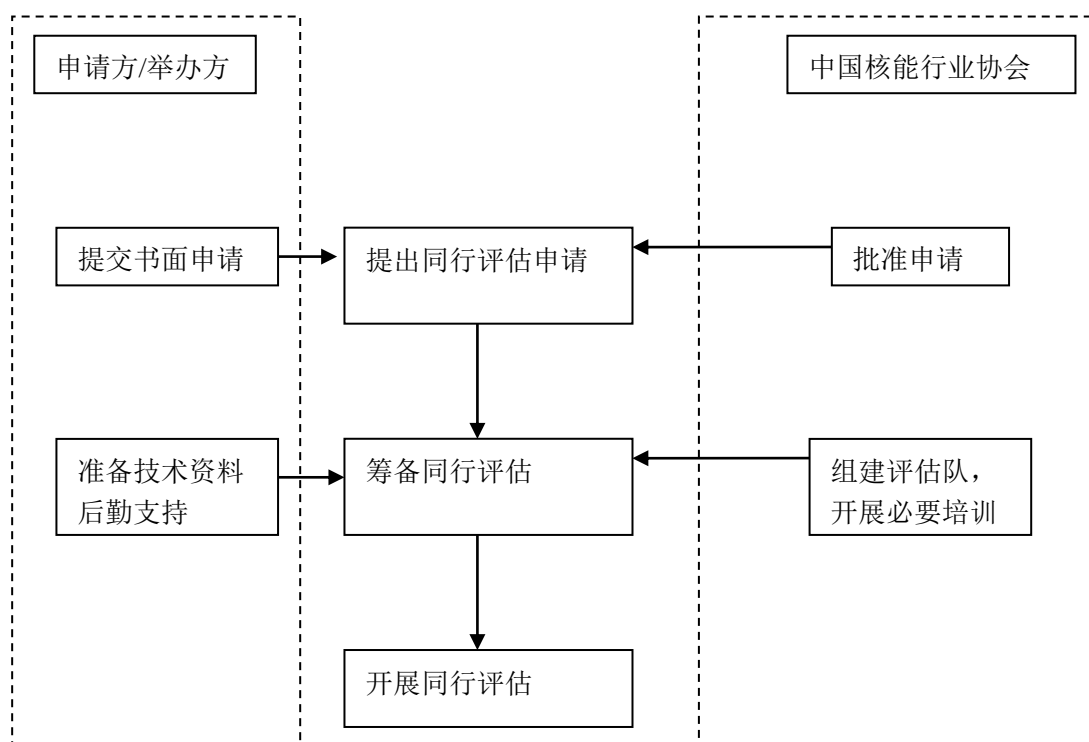 申请方/举办方
中国核能行业协会
提交书面申请
提出同行评估申请
批准申请
准备技术资料
后勤支持
筹备同行评估
组建评估队，
开展必要培训
开展同行评估